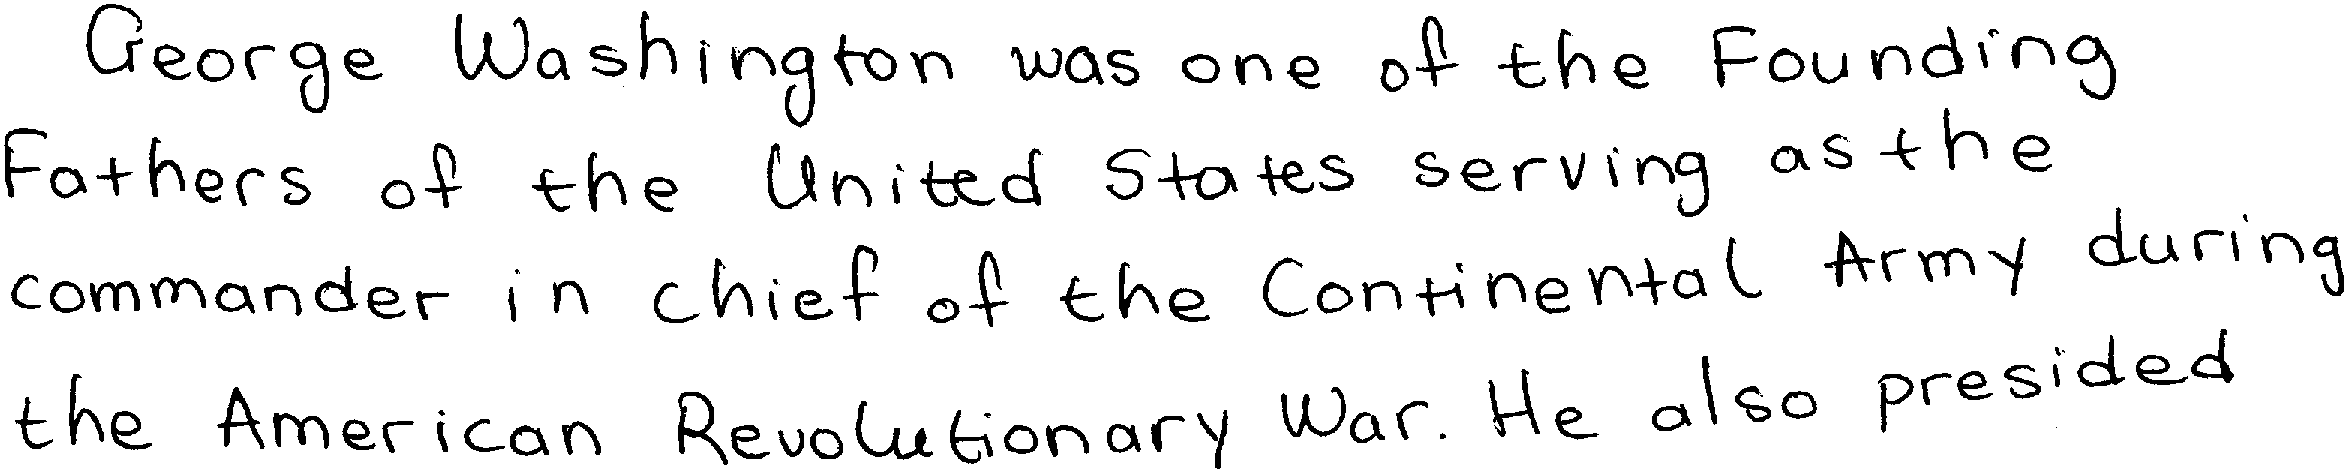 George Washington was one of the Founding
Fathers of the United States serving as the
commander in chief of the Continental Army during
the American Revolutionary War. He also presided